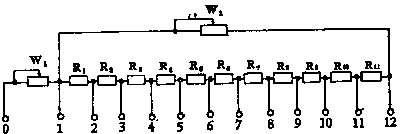 W₂
W₁ R₁ R₂ R₃ R₄ R₅ R₆ R₇ R₈ R₉ R₁₀ R₁₁
0 1 2 3 4 5 6 7 8 9 10 11 12